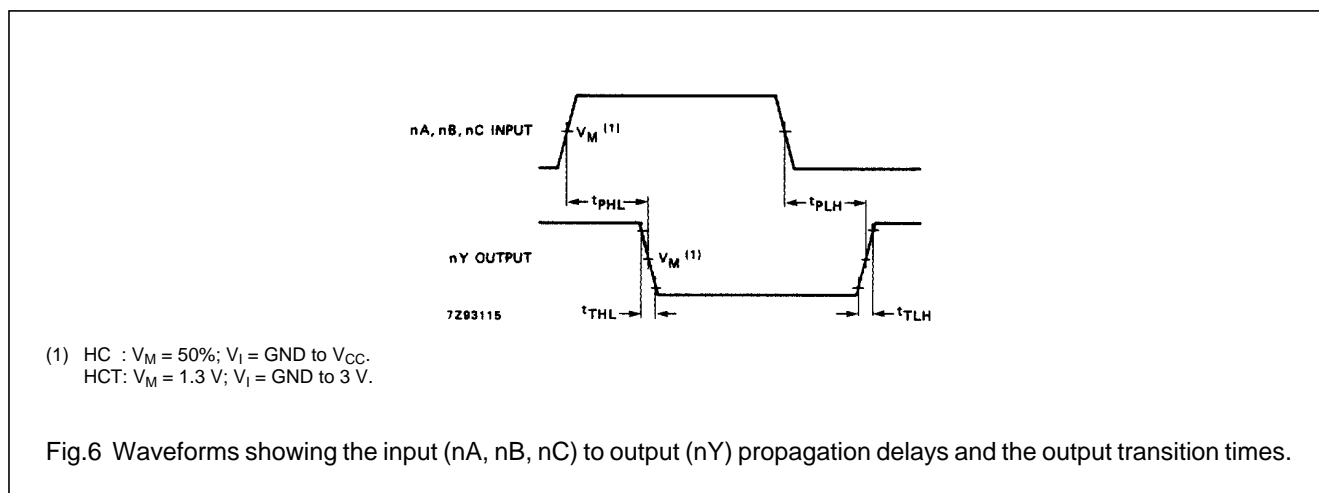 nA, nB, nC INPUT
VM (1)
tPHL
tPLH
nY OUTPUT
VM (1)
7Z93115
tTHL
tTLH
(1) HC : VM = 50%; VI = GND to VCC.
HCT: VM = 1.3 V; VI = GND to 3 V.
Fig.6 Waveforms showing the input (nA, nB, nC) to output (nY) propagation delays and the output transition times.